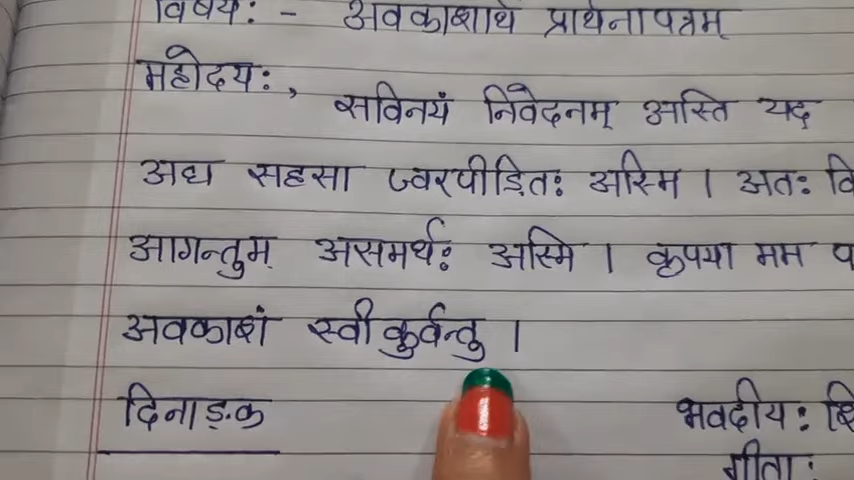 विषय: - अवकाशार्थ प्रार्थनापत्रम्
महोदय:,
सविनयं निवेदनम् अस्ति यद्
अद्य सहसा ज्वरपीडित: अस्मि । अत:
आगन्तुम् असमर्थ: अस्मि । कृपया मम
अवकाशं स्वीकुर्वन्तु ।
दिनाङ्क
भवदीय:
गीता: